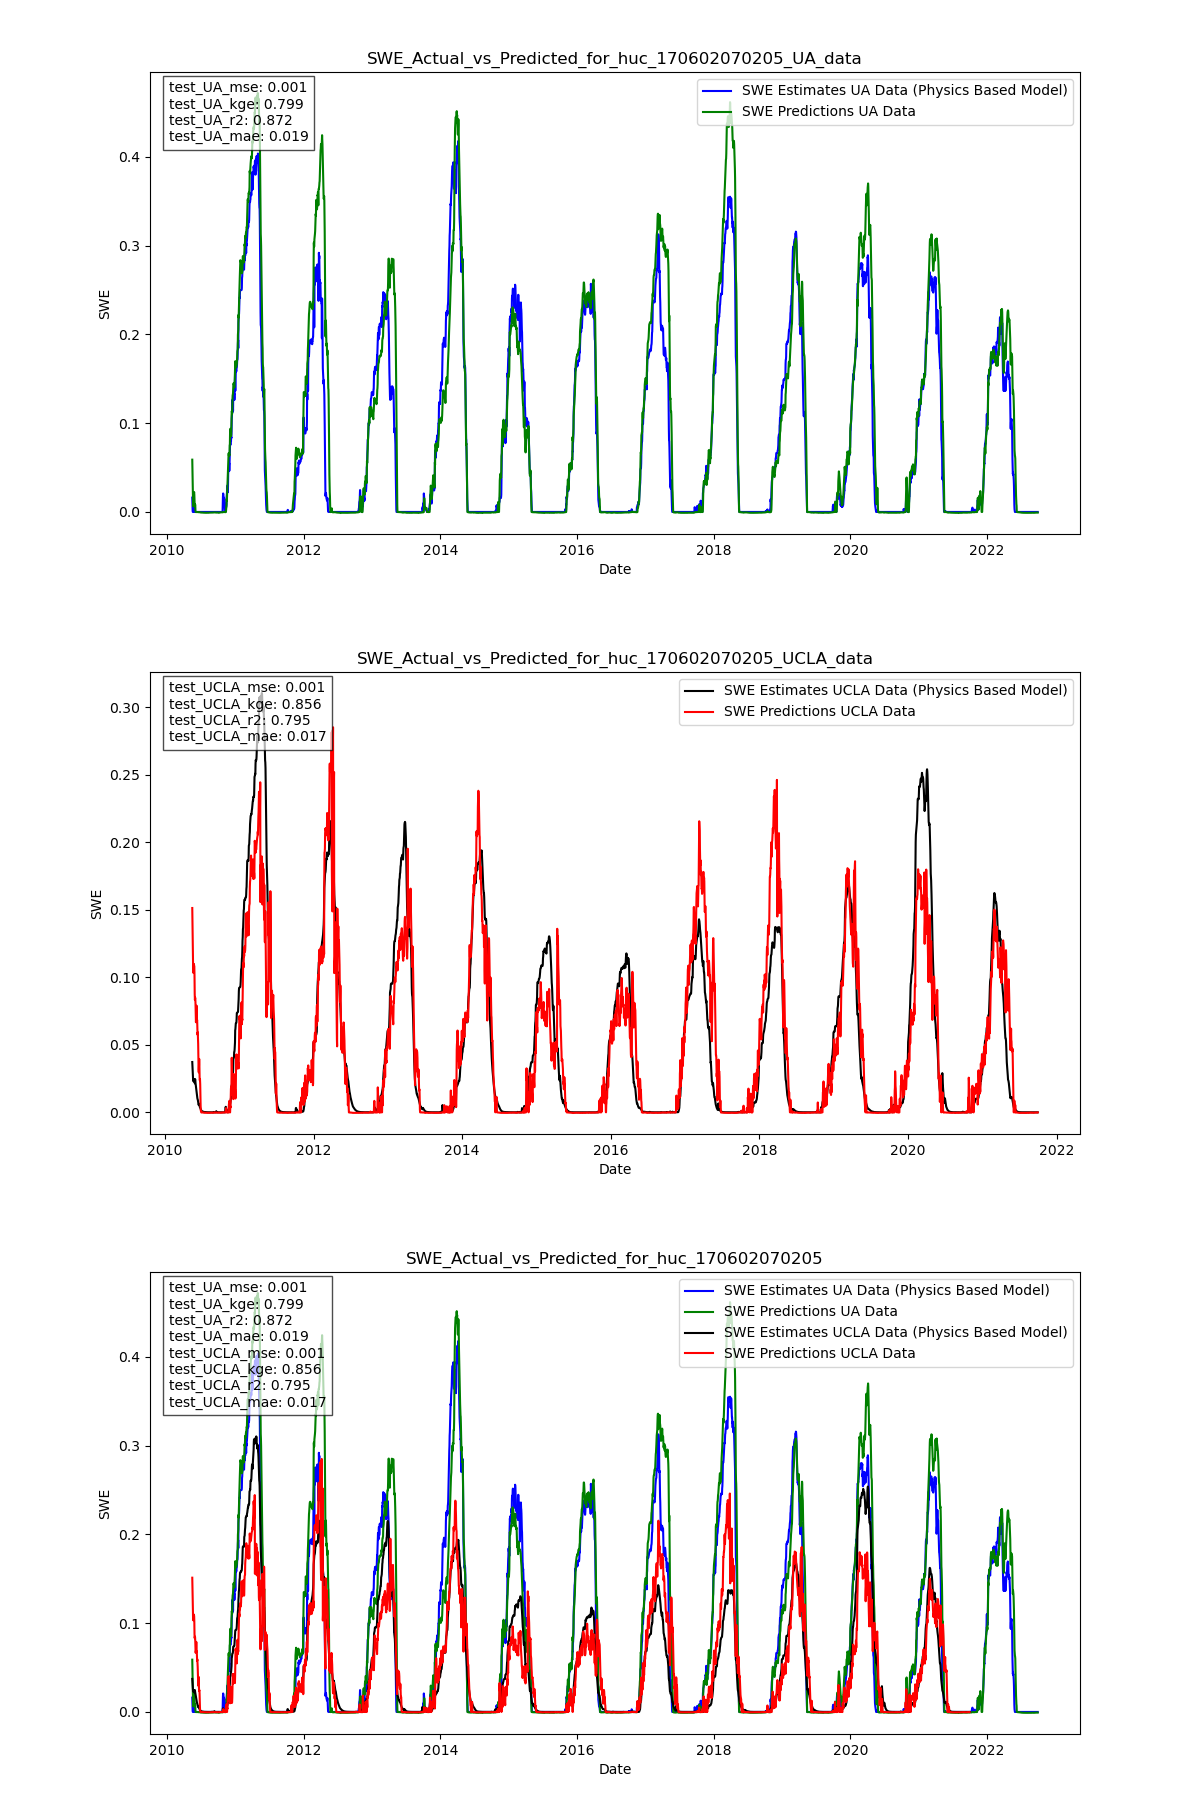 SWE_Actual_vs_Predicted_for_huc_170602070205_UA_data
test_UA_mse: 0.001
test_UA_kge: 0.799
test_UA_r2: 0.872
test_UA_mae: 0.019
SWE Estimates UA Data (Physics Based Model)
SWE Predictions UA Data
0.4
0.3
0.2
0.1
0.0
SWE
2010 2012 2014 2016 2018 2020 2022
Date
SWE_Actual_vs_Predicted_for_huc_170602070205_UCLA_data
test_UCLA_mse: 0.001
test_UCLA_kge: 0.856
test_UCLA_r2: 0.795
test_UCLA_mae: 0.017
SWE Estimates UCLA Data (Physics Based Model)
SWE Predictions UCLA Data
0.30
0.25
0.20
0.15
0.10
0.05
0.00
SWE
2010 2012 2014 2016 2018 2020 2022
Date
SWE_Actual_vs_Predicted_for_huc_170602070205
test_UA_mse: 0.001
test_UA_kge: 0.799
test_UA_r2: 0.872
test_UA_mae: 0.019
test_UCLA_mse: 0.001
test_UCLA_kge: 0.856
test_UCLA_r2: 0.795
test_UCLA_mae: 0.017
SWE Estimates UA Data (Physics Based Model)
SWE Predictions UA Data
SWE Estimates UCLA Data (Physics Based Model)
SWE Predictions UCLA Data
0.4
0.3
0.2
0.1
0.0
SWE
2010 2012 2014 2016 2018 2020 2022
Date